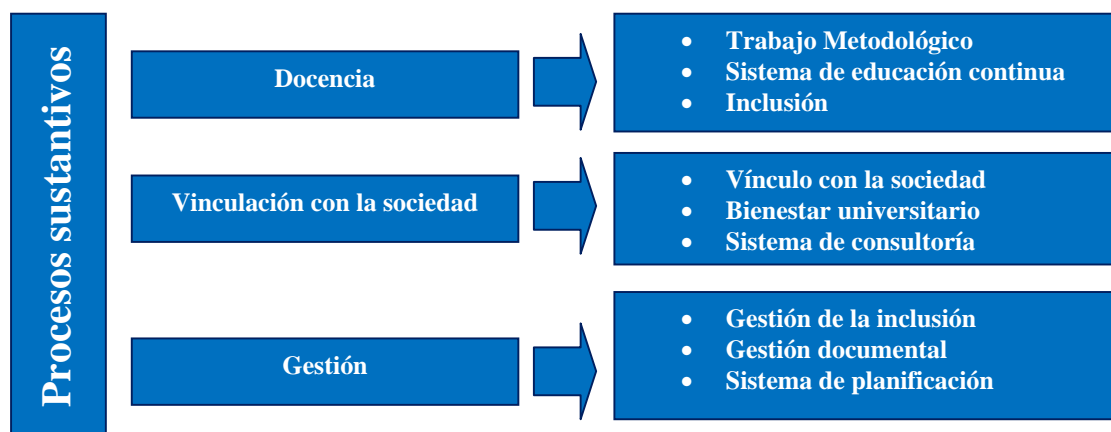 Procesos sustantivos
Docencia
• Trabajo Metodológico
• Sistema de educación continua
• Inclusión
Vinculación con la sociedad
• Vínculo con la sociedad
• Bienestar universitario
• Sistema de consultoría
Gestión
• Gestión de la inclusión
• Gestión documental
• Sistema de planificación